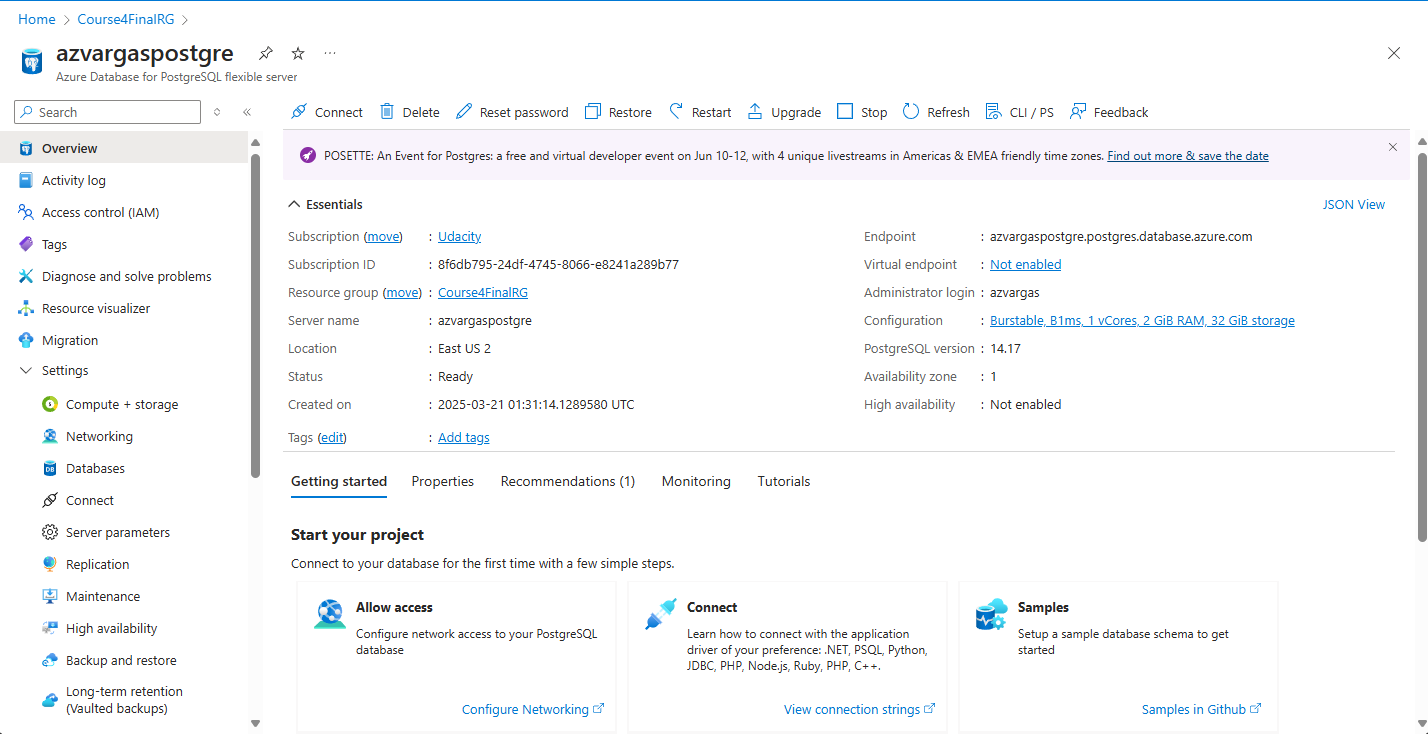 Home > Course4FinalRG >
azvargaspostgre
Azure Database for PostgreSQL flexible server
Search
Connect Delete Reset password Restore Restart Upgrade Stop Refresh CLI / PS Feedback
Overview
Activity log
Access control (IAM)
Tags
Diagnose and solve problems
Resource visualizer
Migration
Settings
Compute + storage
Networking
Databases
Connect
Server parameters
Replication
Maintenance
High availability
Backup and restore
Long-term retention
(Vaulted backups)
POSETTE: An Event for Postgres: a free and virtual developer event on Jun 10-12, with 4 unique livestreams in Americas & EMEA friendly time zones. Find out more & save the date
Essentials
JSON View
Subscription (move) : Udacity
Subscription ID : 8f6db795-24df-4745-8066-e8241a289b77
Resource group (move) : Course4FinalRG
Server name : azvargaspostgre
Location : East US 2
Status : Ready
Created on : 2025-03-21 01:31:14.1289580 UTC
Tags (edit) : Add tags
Endpoint : azvargaspostgre.postgres.database.azure.com
Virtual endpoint : Not enabled
Administrator login : azvargas
Configuration : Burstable, B1ms, 1 vCores, 2 GiB RAM, 32 GiB storage
PostgreSQL version : 14.17
Availability zone : 1
High availability : Not enabled
Getting started Properties Recommendations (1) Monitoring Tutorials
Start your project
Connect to your database for the first time with a few simple steps.
Allow access
Configure network access to your PostgreSQL
database
Configure Networking
Connect
Learn how to connect with the application
driver of your preference: .NET, PSQL, Python,
JDBC, PHP, Node.js, Ruby, PHP, C++.
View connection strings
Samples
Setup a sample database schema to get
started
Samples in Github